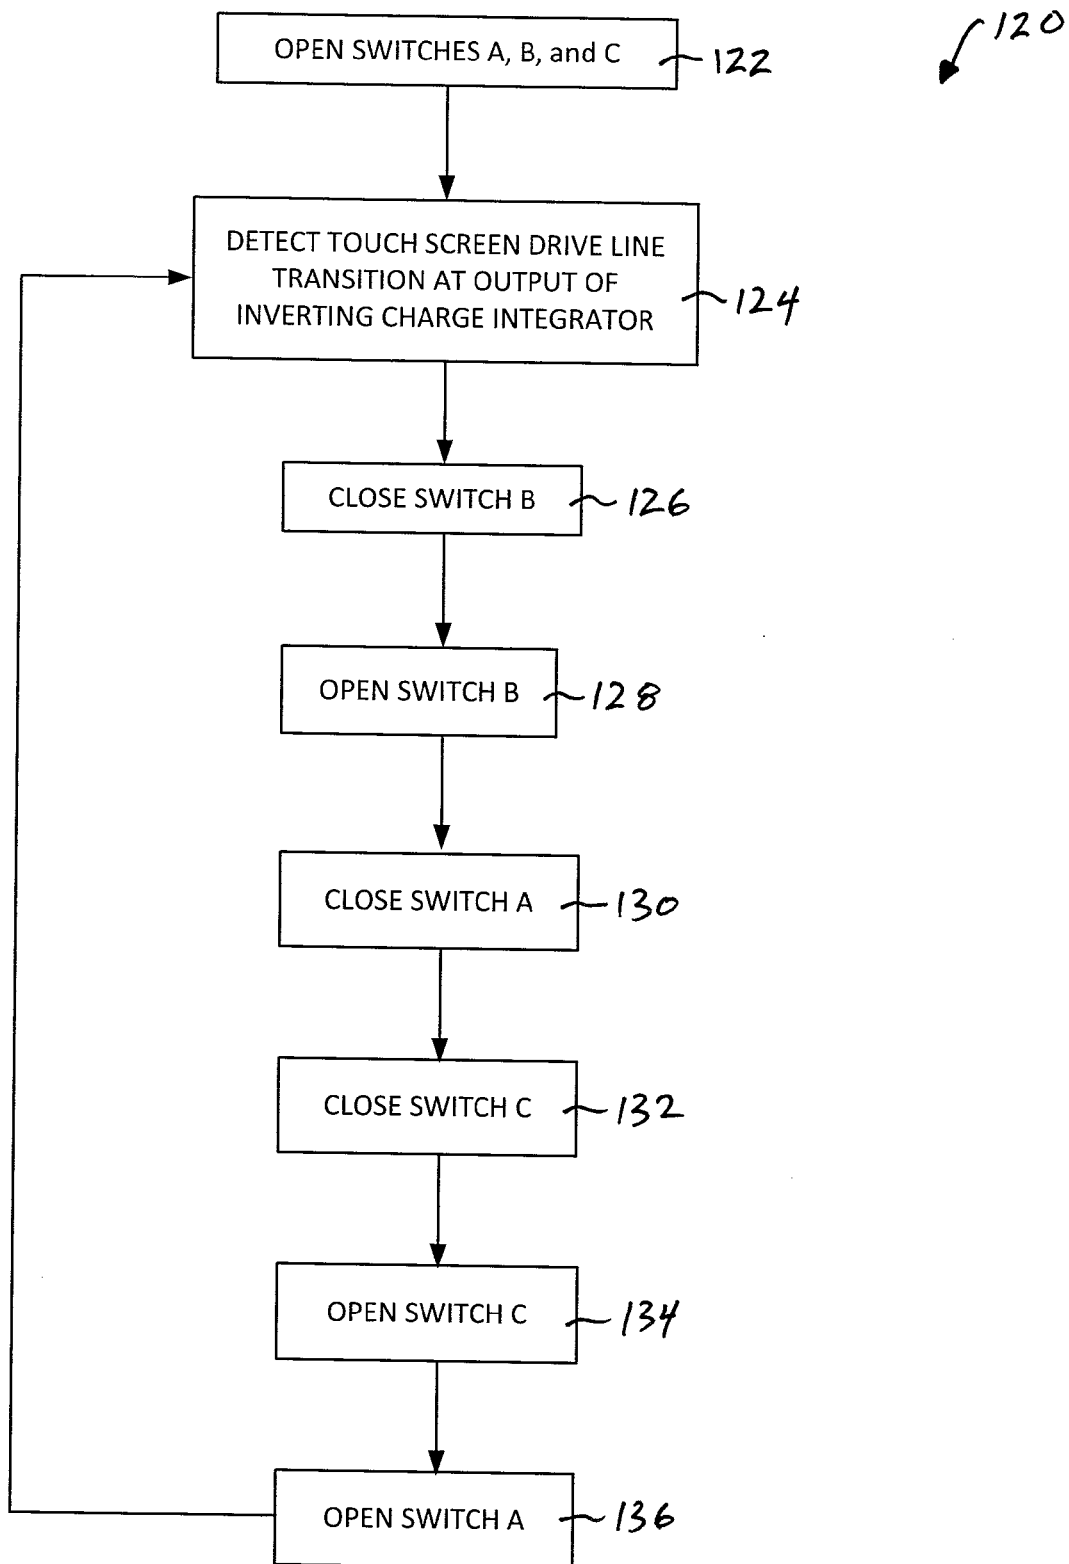 120
OPEN SWITCHES A, B, and C
122
DETECT TOUCH SCREEN DRIVE LINE
TRANSITION AT OUTPUT OF
INVERTING CHARGE INTEGRATOR
124
CLOSE SWITCH B
126
OPEN SWITCH B
128
CLOSE SWITCH A
130
CLOSE SWITCH C
132
OPEN SWITCH C
134
OPEN SWITCH A
136